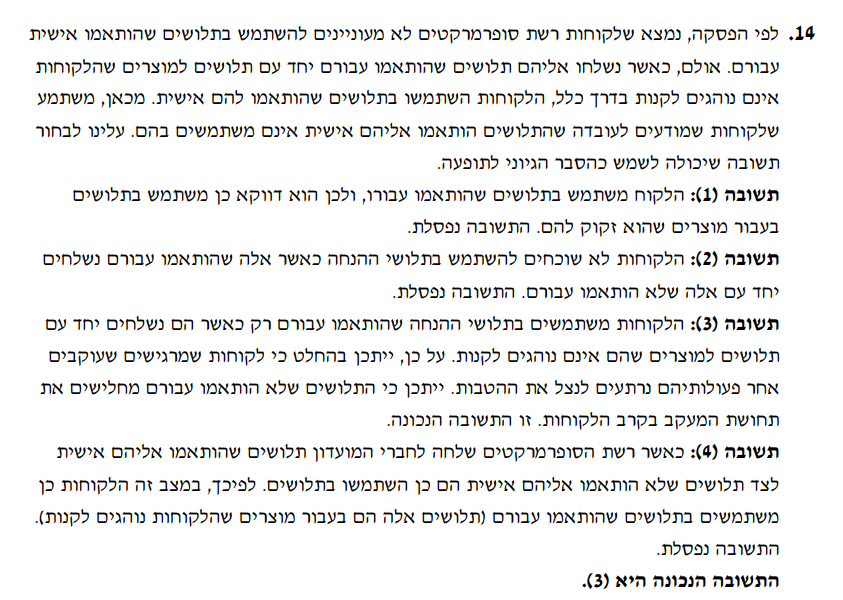 14. לפי הפסקה, נמצא שלקוחות רשת סופרמרקטים לא מעוניינים להשתמש בתלושים שהותאמו אישית
עבורם. אולם, כאשר נשלחו אליהם תלושים שהותאמו עבורם יחד עם תלושים למוצרים שהלקוחות
אינם נוהגים לקנות בדרך כלל, הלקוחות השתמשו בתלושים שהותאמו להם אישית. מכאן, משתמע
שלקוחות שמודעים לעובדה שהתלושים הותאמו אליהם אישית אינם משתמשים בהם. עלינו לבחור
תשובה שיכולה לשמש כהסבר הגיוני לתופעה.
תשובה (1): הלקוח משתמש בתלושים שהותאמו עבורו, ולכן הוא דווקא כן משתמש בתלושים
בעבור מוצרים שהוא זקוק להם. התשובה נפסלת.
תשובה (2): הלקוחות לא שוכחים להשתמש בתלושי ההנחה כאשר אלה שהותאמו עבורם נשלחים
יחד עם אלה שלא הותאמו עבורם. התשובה נפסלת.
תשובה (3): הלקוחות משתמשים בתלושי ההנחה שהותאמו עבורם רק כאשר הם נשלחים יחד עם
תלושים למוצרים שהם אינם נוהגים לקנות. על כן, ייתכן בהחלט כי לקוחות שמרגישים שעוקבים
אחר פעולותיהם נרתעים לנצל את ההטבות. ייתכן כי התלושים שלא הותאמו עבורם מחלישים את
תחושת המעקב בקרב הלקוחות. זו התשובה הנכונה.
תשובה (4): כאשר רשת הסופרמרקטים שלחה לחברי המועדון תלושים שהותאמו אליהם אישית
לצד תלושים שלא הותאמו אליהם אישית הם כן השתמשו בתלושים. לפיכך, במצב זה הלקוחות כן
משתמשים בתלושים שהותאמו עבורם (תלושים אלה הם בעבור מוצרים שהלקוחות נוהגים לקנות).
התשובה נפסלת.
התשובה הנכונה היא (3).